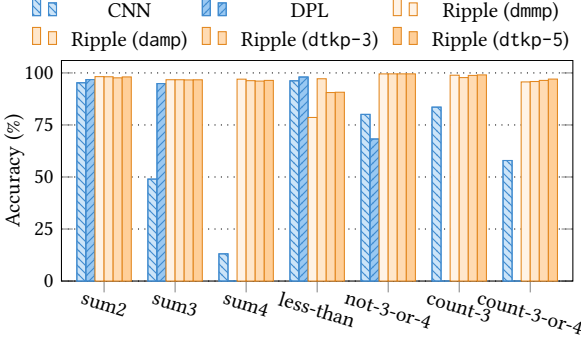 CNN DPL Ripple (dmmp)
Ripple (damp) Ripple (dtkp-3) Ripple (dtkp-5)
Accuracy (%)
100
75
50
25
0
sum2 sum3 sum4 less-than not-3-or-4 count-3 count-3-or-4